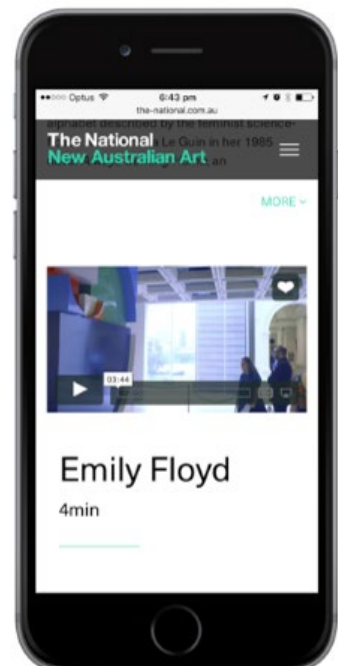 Optus 6:43 pm
the-national.com.au
alphabet described by the feminist science-
Le Guin in her 1985
an
The National
New Australian Art
MORE
03:44
Emily Floyd
4min